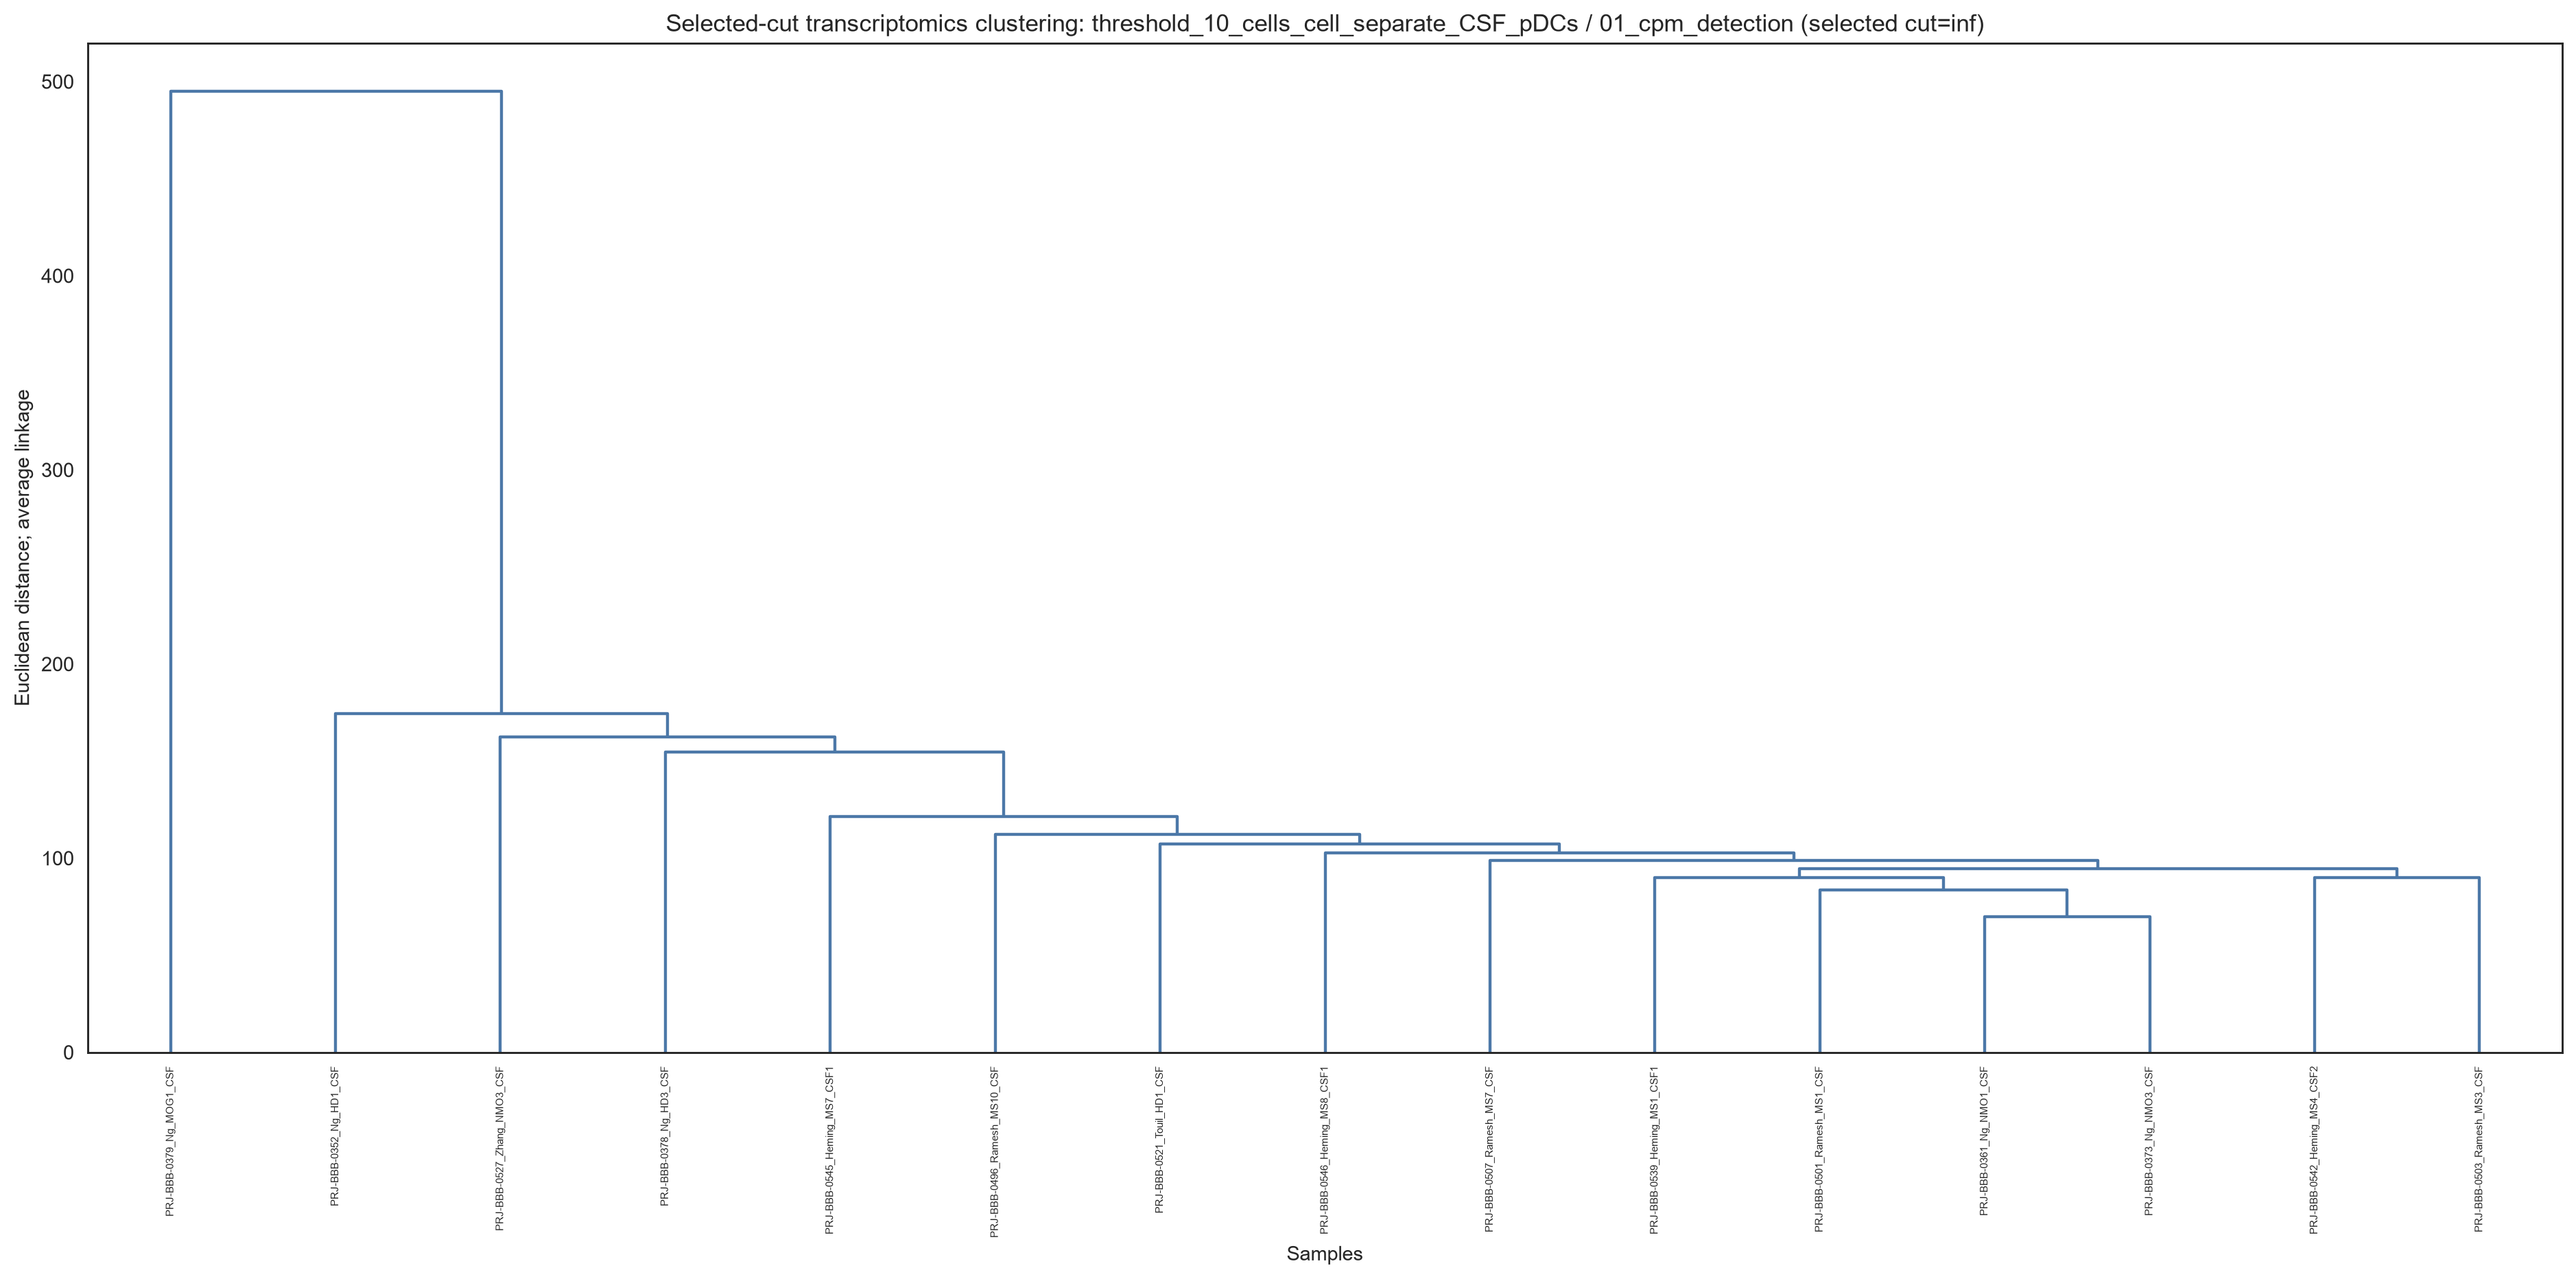 Selected-cut transcriptomics clustering: threshold_10_cells_cell_separate_CSF_pDCs / 01_cpm_detection (selected cut=inf)
Euclidean distance; average linkage
500
400
300
200
100
0
PRJ-BBB-0379_Ng_MOG1_CSF
PRJ-BBB-0352_Ng_HD1_CSF
PRJ-BBB-0527_Zhang_NMO3_CSF
PRJ-BBB-0378_Ng_HD3_CSF
PRJ-BBB-0545_Heming_MS7_CSF1
PRJ-BBB-0496_Ramesh_MS10_CSF
PRJ-BBB-0521_Touil_HD1_CSF
PRJ-BBB-0546_Heming_MS8_CSF1
PRJ-BBB-0507_Ramesh_MS7_CSF
PRJ-BBB-0539_Heming_MS1_CSF1
PRJ-BBB-0501_Ramesh_MS1_CSF
PRJ-BBB-0361_Ng_NMO1_CSF
PRJ-BBB-0373_Ng_NMO3_CSF
PRJ-BBB-0542_Heming_MS4_CSF2
PRJ-BBB-0503_Ramesh_MS3_CSF
Samples